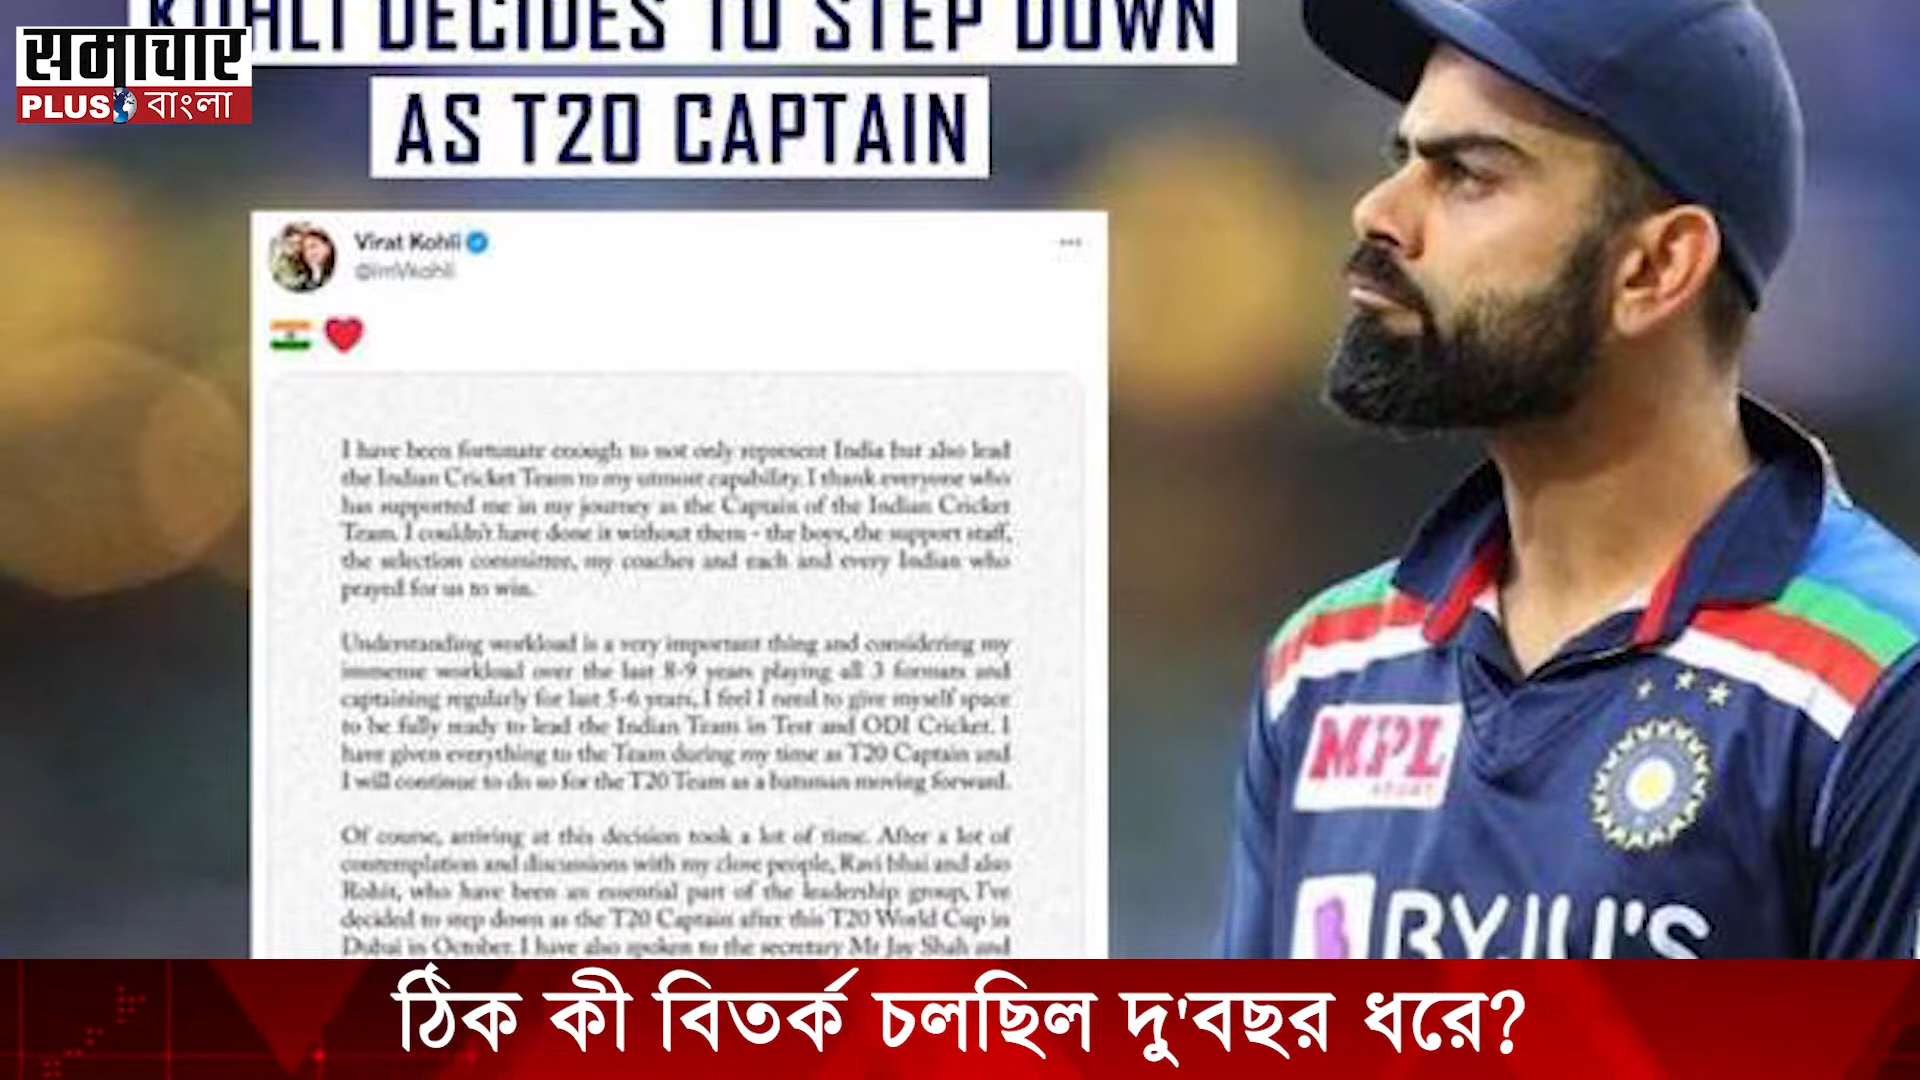 KOHLI DECIDES TO STEP DOWN
AS T20 CAPTAIN
समाचार
PLUS বাংলা
Virat Kohli
@imVkohli
I have been fortunate enough to not only represent India but also lead
the Indian Cricket Team to my utmost capability. I thank everyone who
has supported me in my journey as the Captain of the Indian Cricket
Team. I couldn't have done it without them - the boys, the support staff,
the selection committee, my coaches and each and every Indian who
prayed for us to win.
Understanding workload is a very important thing and considering my
immense workload over the last 8-9 years playing all 3 formats and
captaining regularly for last 5-6 years, I feel I need to give myself space
to be fully ready to lead the Indian Team in Test and ODI Cricket. I
have given everything to the Team during my time as T20 Captain and
I will continue to do so for the T20 Team as a batsman moving forward.
Of course, arriving at this decision took a lot of time. After a lot of
contemplation and discussions with my close people, Ravi bhai and also
Rohit, who have been an essential part of the leadership group, I've
decided to step down as the T20 Captain after this T20 World Cup in
Dubai in October. I have also spoken to the secretary Mr Jay Shah and
MPL
SPORTS
BYJU'S
ঠিক কী বিতর্ক চলছিল দু'বছর ধরে?